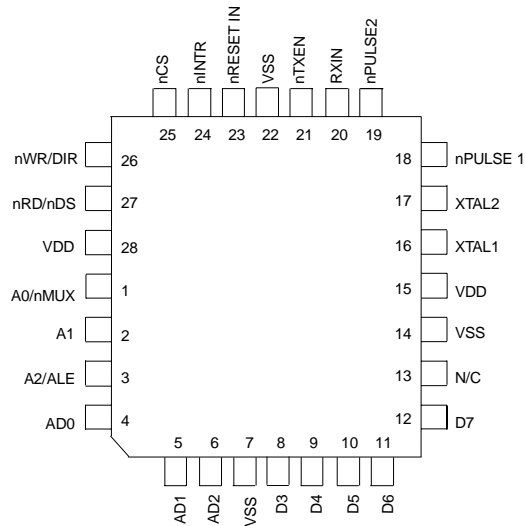 nCS
nINTR
nRESET IN
VSS
nTXEN
RXIN
nPULSE2
25 24 23 22 21 20 19
nWR/DIR 26 18 nPULSE 1
nRD/nDS 27 17 XTAL2
VDD 28 16 XTAL1
A0/nMUX 1 15 VDD
A1 2 14 VSS
A2/ALE 3 13 N/C
AD0 4 12 D7
5 6 7 8 9 10 11
AD1
AD2
VSS
D3
D4
D5
D6